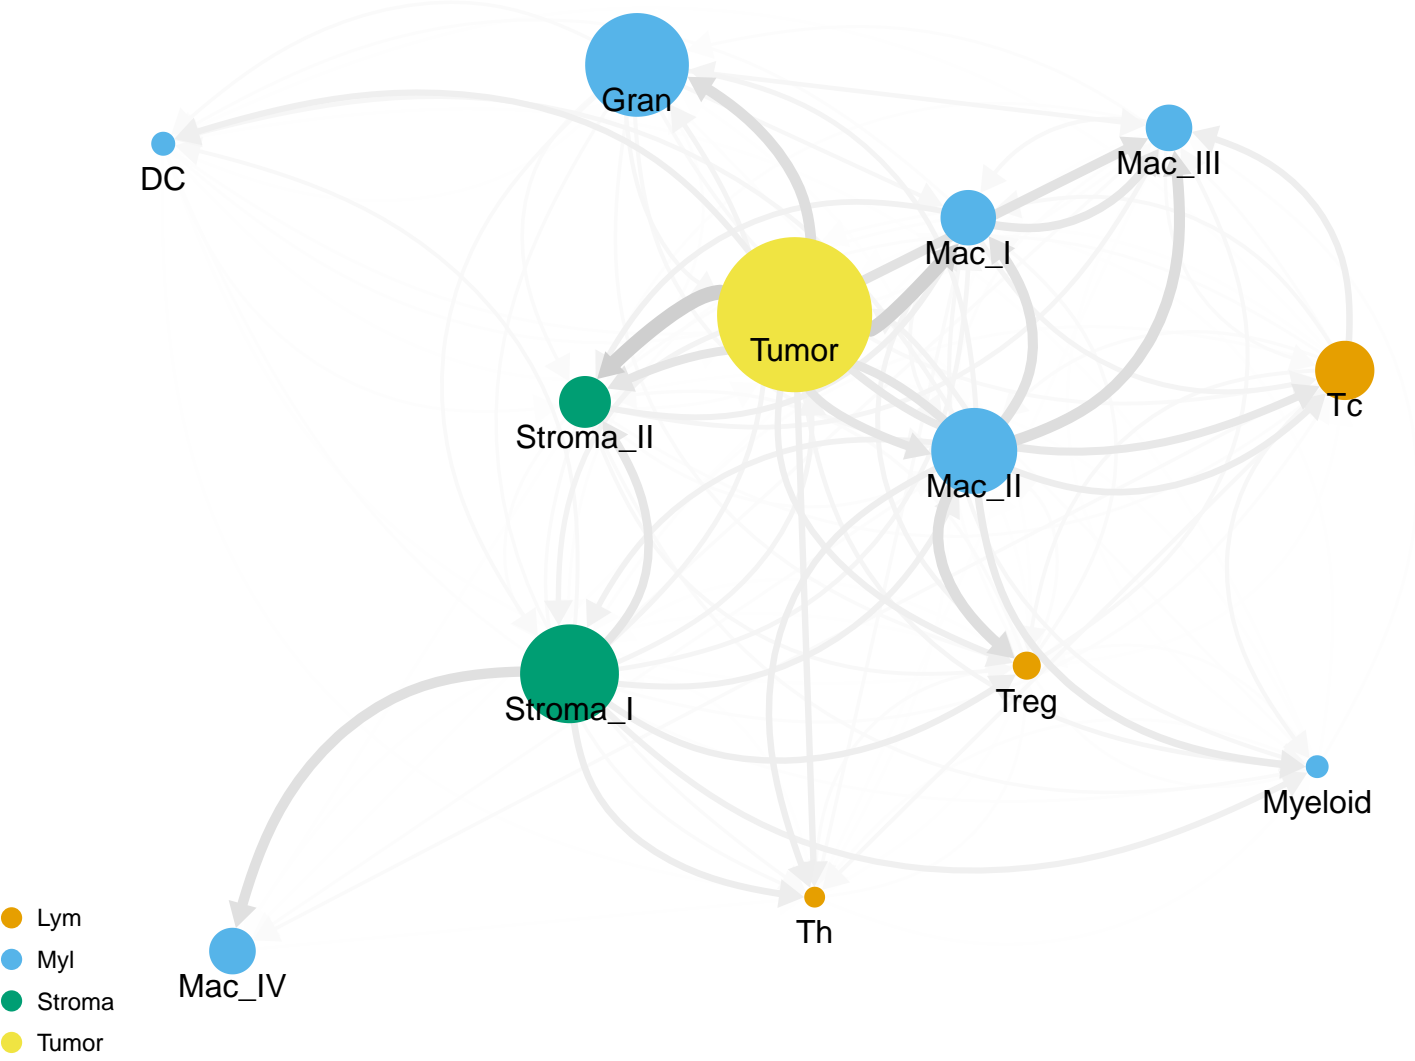 Gran
DC
Mac_III
Mac_I
Tumor
Tc
Stroma_II
Mac_II
Treg
Stroma_I
Myeloid
Th
Mac_IV
Lym
Myl
Stroma
Tumor